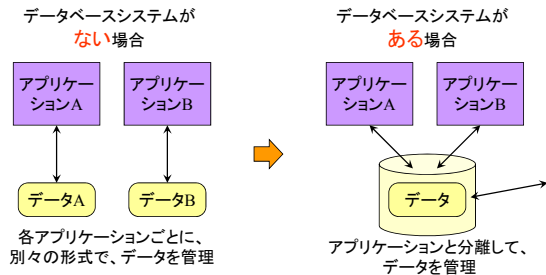 データベースシステムが
ない場合
アプリケー
ションA
アプリケー
ションB
データA
データB
各アプリケーションごとに、
別々の形式で、データを管理
データベースシステムが
ある場合
アプリケー
ションA
アプリケー
ションB
データ
アプリケーションと分離して、
データを管理